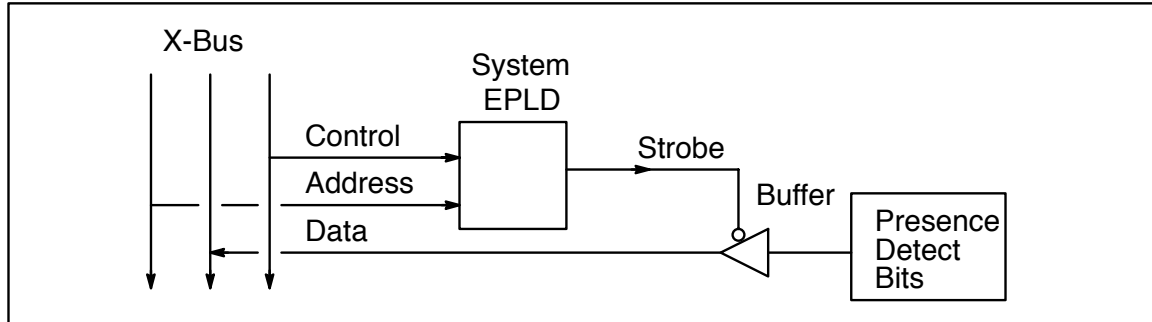 X-Bus
System
EPLD
Control
Strobe
Address
Buffer
Data
Presence
Detect
Bits